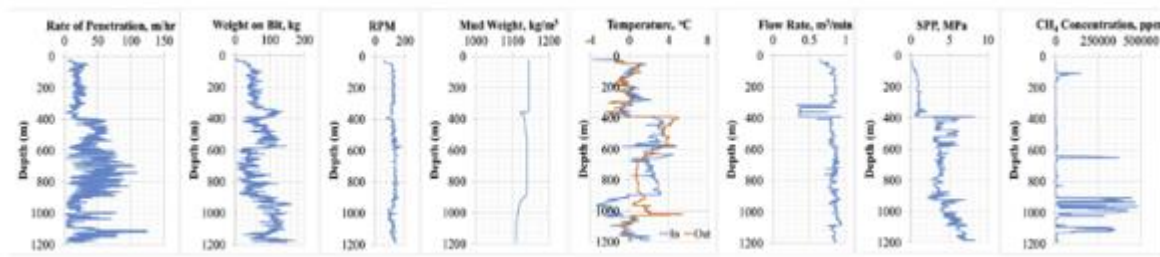 Rate of Penetration, m/hr
0 50 100 150
0
200
400
600
800
1000
1200
Depth (m)
Weight on Bit, kg
0 100 200
0
200
400
600
800
1000
1200
Depth (m)
RPM
0 200
0
200
400
600
800
1000
1200
Depth (m)
Mud Weight, kg/m³
1000 1100 1200
0
200
400
600
800
1000
1200
Depth (m)
Temperature, °C
-4 0 4 8
0
200
400
600
800
1000
1200
Depth (m)
In Out
Flow Rate, m³/min
0 0.5 1
0
200
400
600
800
1000
1200
Depth (m)
SPP, MPa
0 5 10
0
200
400
600
800
1000
1200
Depth (m)
CH₄ Concentration, ppm
0 250000 500000
0
200
400
600
800
1000
1200
Depth (m)